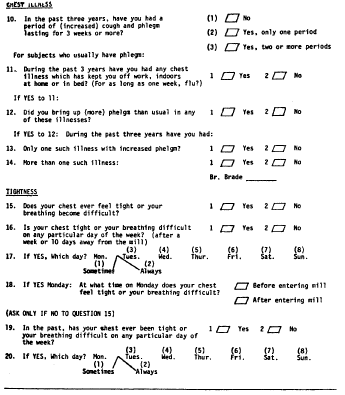 CHEST ILLNESS
10. In the past three years, have you had a (1) No
period of (increased) cough and phlegm (2) Yes, only one period
lasting for 3 weeks or more? (3) Yes, two or more periods
For subjects who usually have phlegm:
11. During the past 3 years have you had any chest
illness which has kept you off work, indoors 1 Yes 2 No
at home or in bed? (For as long as one week, flu?)
If YES to 11:
12. Did you bring up (more) phlegm than usual in any 1 Yes 2 No
of these illnesses?
If YES to 12: During the past three years have you had:
13. Only one such illness with increased phelgm? 1 Yes 2 No
14. More than one such illness: 1 Yes 2 No
Br. Brade
TIGHTNESS
15. Does your chest ever feel tight or your 1 Yes 2 No
breathing become difficult?
16. Is your chest tight or your breathing difficult 1 Yes 2 No
on any particular day of the week? (after a
week or 10 days away from the mill)
(3) (4) (5) (6) (7) (8)
17. If YES, Which day? Mon. Tues. Wed. Thur. Fri. Sat. Sun.
(1) (2)
Sometimes Always
18. If YES Monday: At what time on Monday does your chest Before entering mill
feel tight or your breathing difficult? After entering mill
(ASK ONLY IF NO TO QUESTION 15)
19. In the past, has your chest ever been tight or 1 Yes 2 No
your breathing difficult on any particular day of
the week?
(3) (4) (5) (6) (7) (8)
20. If YES, Which day? Mon. Tues. Wed. Thur. Fri. Sat. Sun.
(1) (2)
Sometimes Always